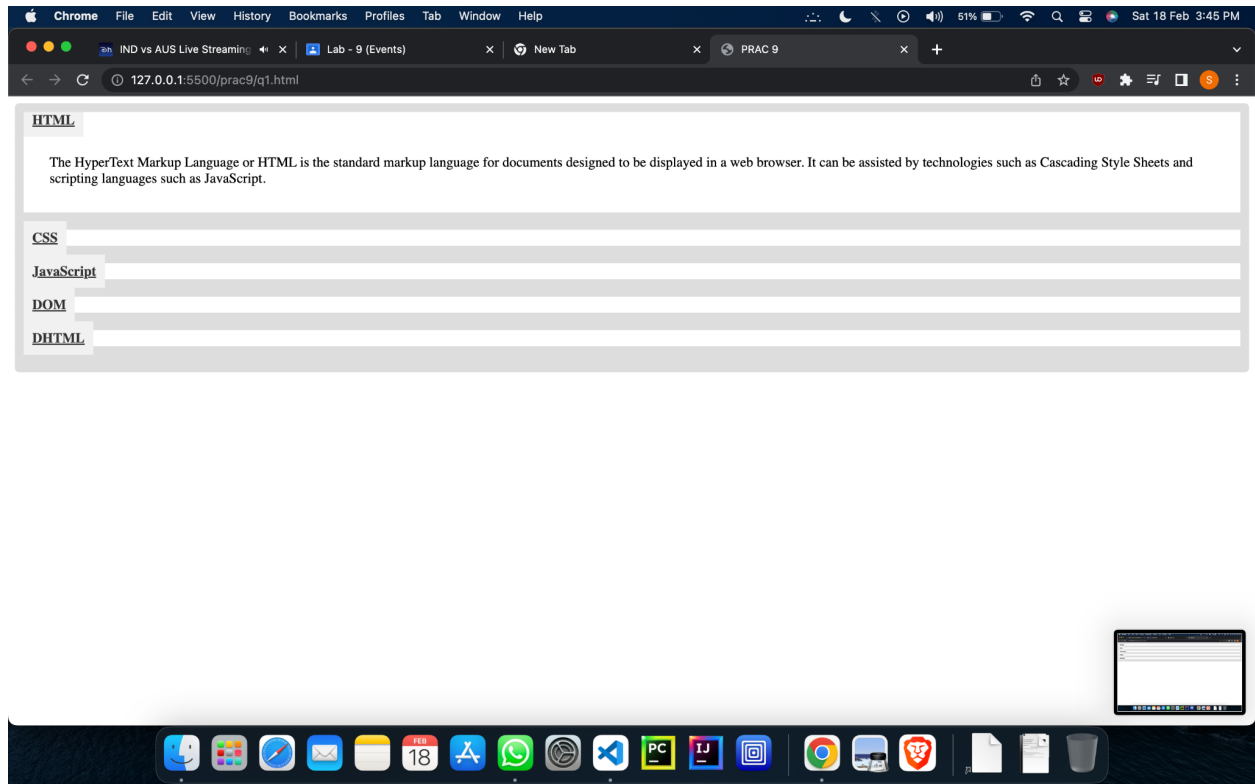 Chrome File Edit View History Bookmarks Profiles Tab Window Help 51% Sat 18 Feb 3:45 PM
IND vs AUS Live Streaming Lab - 9 (Events) New Tab PRAC 9
127.0.0.1:5500/prac9/q1.html S
HTML
The HyperText Markup Language or HTML is the standard markup language for documents designed to be displayed in a web browser. It can be assisted by technologies such as Cascading Style Sheets and
scripting languages such as JavaScript.
CSS
JavaScript
DOM
DHTML
FEB
18
PC
IJ